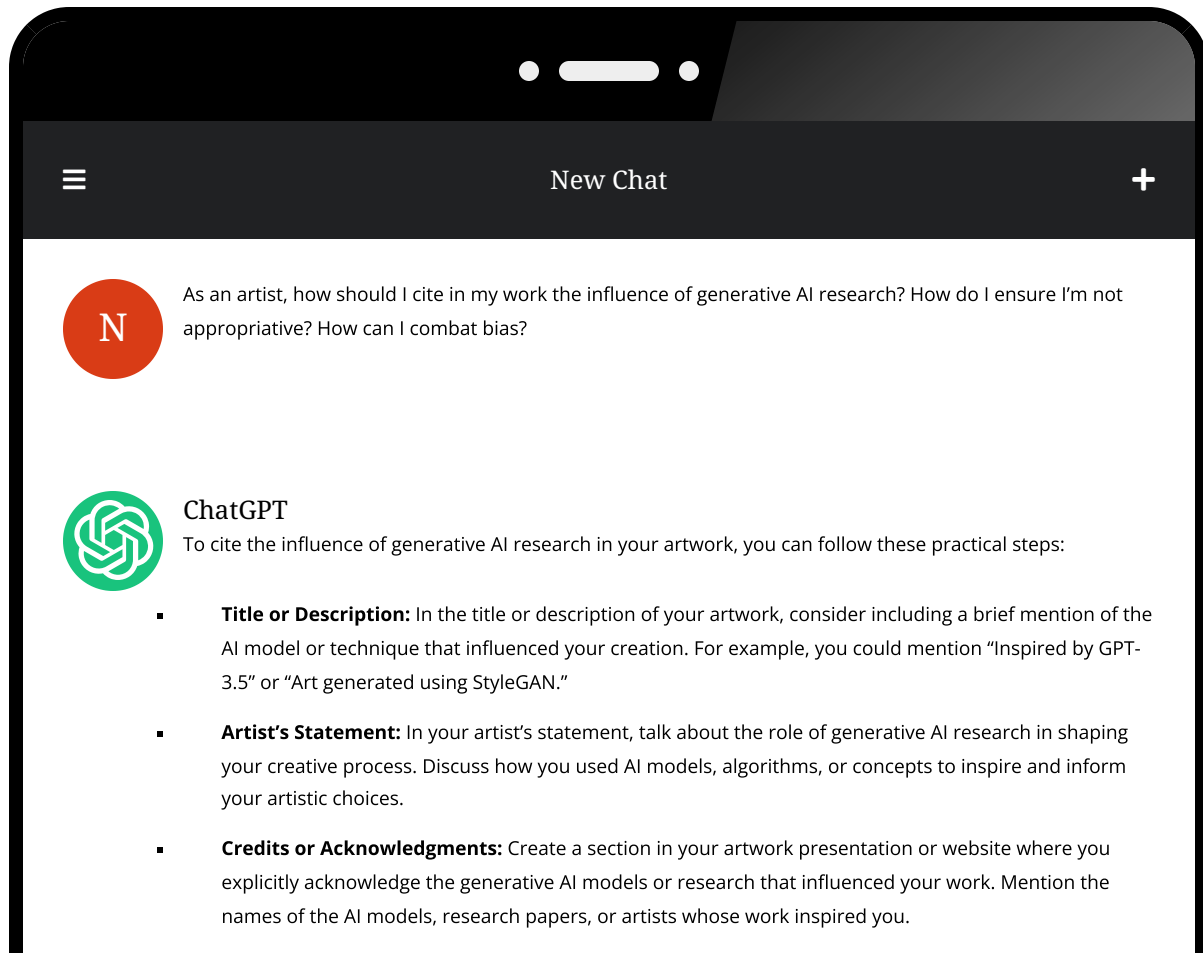 New Chat
N
As an artist, how should I cite in my work the influence of generative AI research? How do I ensure I’m not
appropriative? How can I combat bias?
ChatGPT
To cite the influence of generative AI research in your artwork, you can follow these practical steps:
▪ Title or Description: In the title or description of your artwork, consider including a brief mention of the
AI model or technique that influenced your creation. For example, you could mention “Inspired by GPT-
3.5” or “Art generated using StyleGAN.”
▪ Artist’s Statement: In your artist’s statement, talk about the role of generative AI research in shaping
your creative process. Discuss how you used AI models, algorithms, or concepts to inspire and inform
your artistic choices.
▪ Credits or Acknowledgments: Create a section in your artwork presentation or website where you
explicitly acknowledge the generative AI models or research that influenced your work. Mention the
names of the AI models, research papers, or artists whose work inspired you.